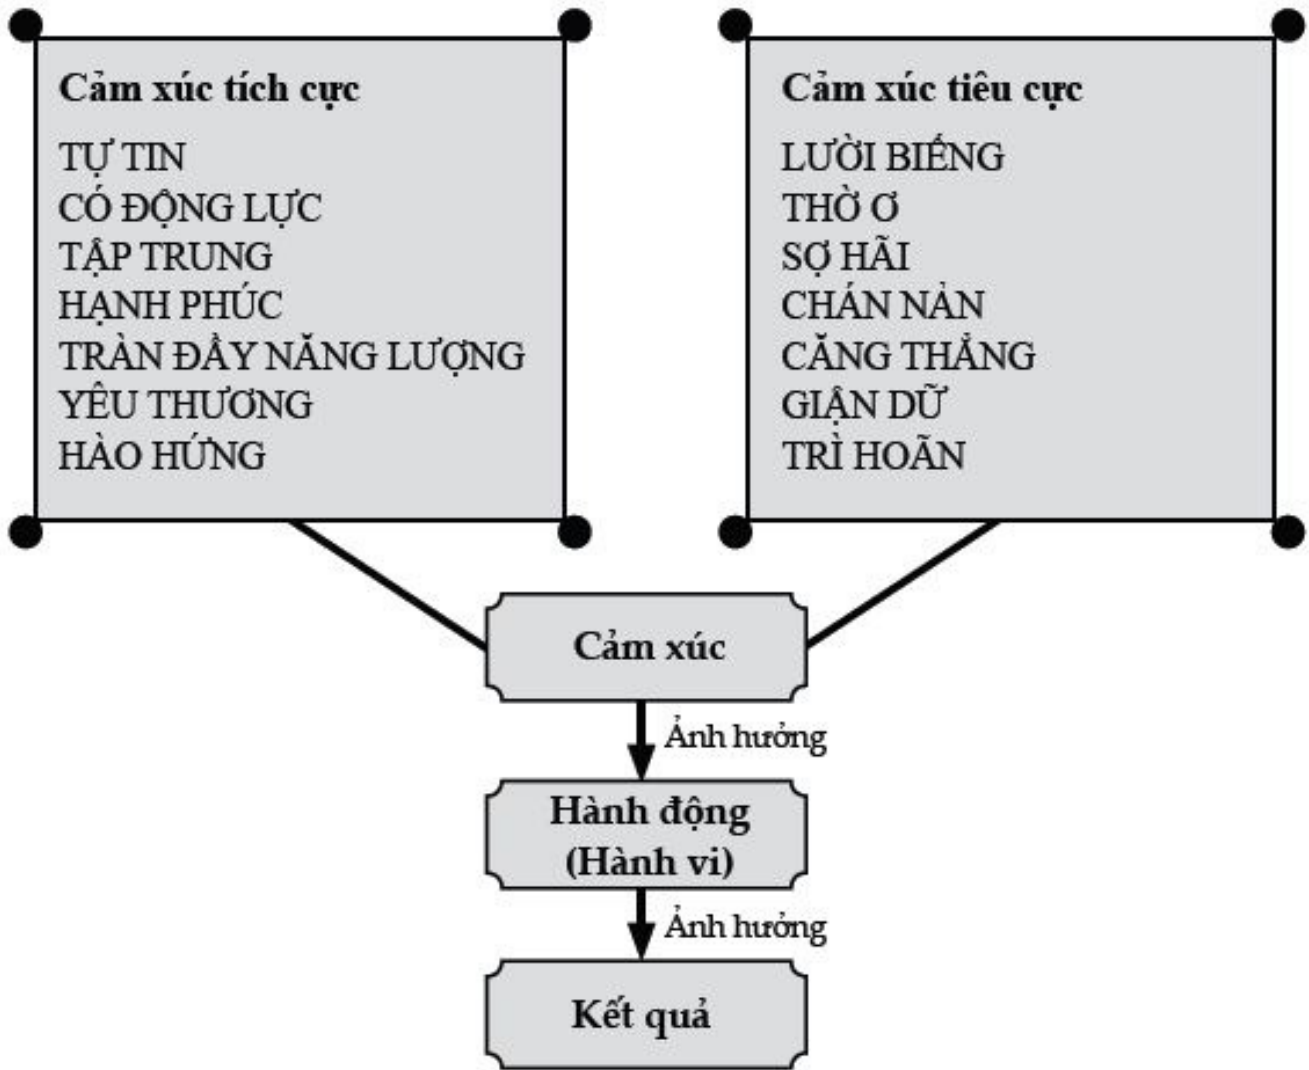 Cảm xúc tích cực
TỰ TIN
CÓ ĐỘNG LỰC
TẬP TRUNG
HẠNH PHÚC
TRÀN ĐẦY NĂNG LƯỢNG
YÊU THƯƠNG
HÀO HỨNG
Cảm xúc tiêu cực
LƯỜI BIẾNG
THỜ Ơ
SỢ HÃI
CHÁN NẢN
CĂNG THẲNG
GIẬN DỮ
TRÌ HOÃN
Cảm xúc
Ảnh hưởng
Hành động
(Hành vi)
Ảnh hưởng
Kết quả